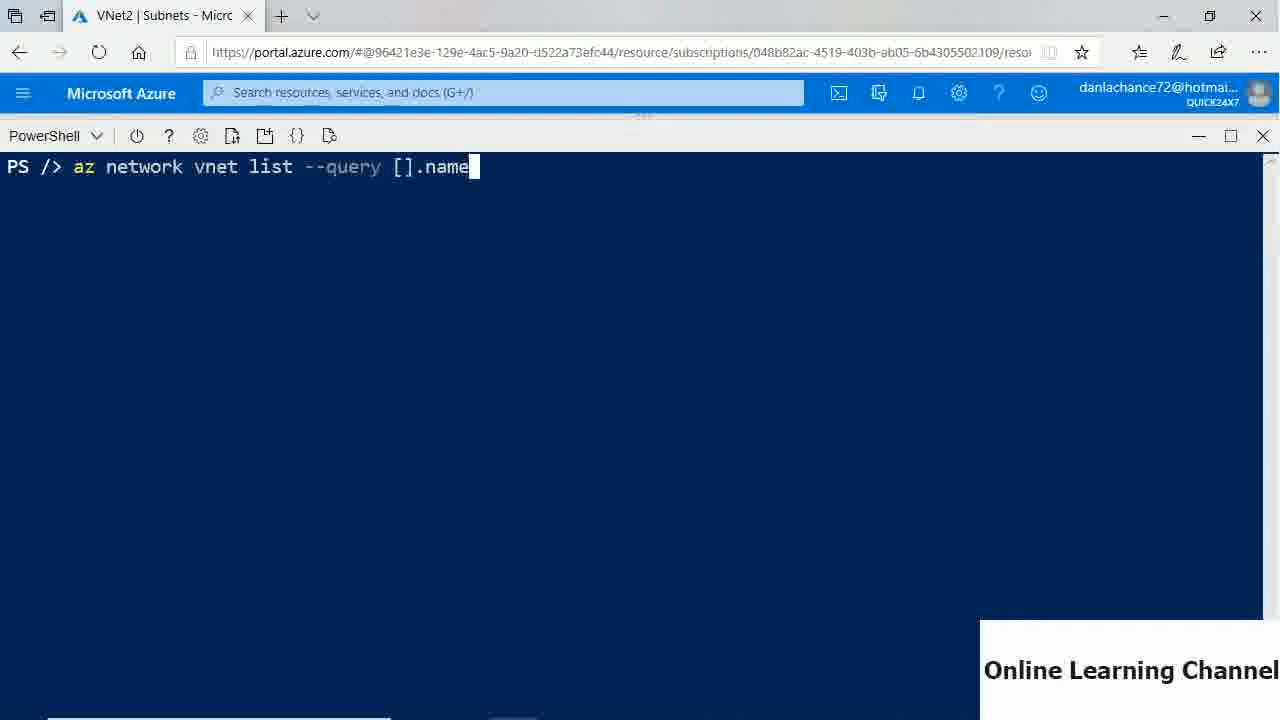 VNet2 | Subnets - Micro
https://portal.azure.com/#@96421e3e-129e-4ac5-9a20-d522a73efc44/resource/subscriptions/048b82ac-4519-403b-ab05-6b4305502109/resou
Microsoft Azure
Search resources, services, and docs (G+/)
danlachance72@hotmai...
QUICK24X7
PowerShell
PS /> az network vnet list --query [].name
Online Learning Channel